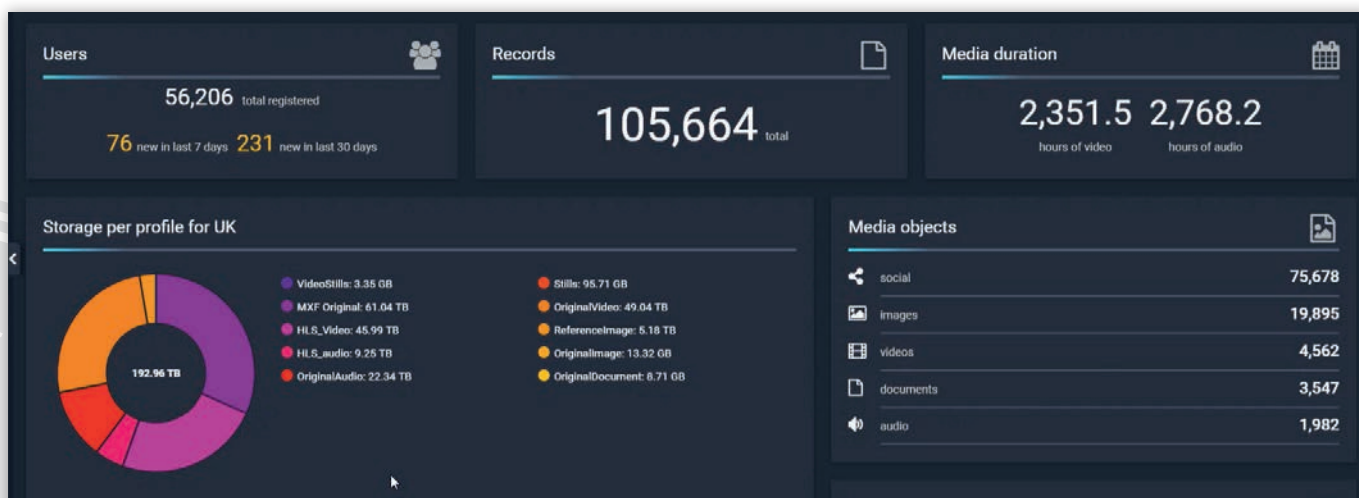 Users
56,206 total registered
76 new in last 7 days 231 new in last 30 days
Records
105,664 total
Media duration
2,351.5 2,768.2
hours of video hours of audio
Storage per profile for UK
192.96 TB
VideoStills: 3.35 GB
MXF Original: 61.04 TB
HLS_Video: 45.99 TB
HLS_audio: 9.25 TB
OriginalAudio: 22.34 TB
Stills: 95.71 GB
OriginalVideo: 49.04 TB
ReferenceImage: 5.18 TB
OriginalImage: 13.32 GB
OriginalDocument: 8.71 GB
Media objects
social 75,678
images 19,895
videos 4,562
documents 3,547
audio 1,982